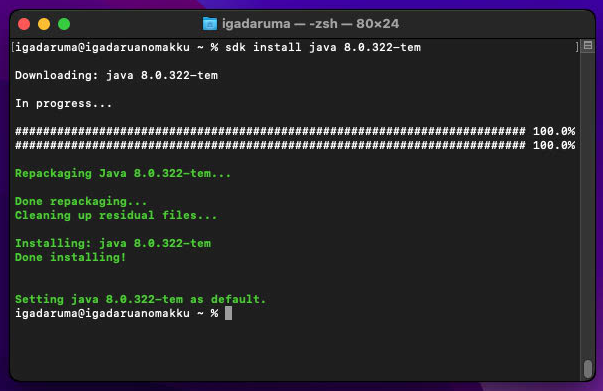 igadaruma — -zsh — 80×24
[igadaruma@igadaruanomakku ~ % sdk install java 8.0.322-tem ]
Downloading: java 8.0.322-tem
In progress...
######################################################################### 100.0%
######################################################################### 100.0%
Repackaging Java 8.0.322-tem...
Done repackaging...
Cleaning up residual files...
Installing: java 8.0.322-tem
Done installing!
Setting java 8.0.322-tem as default.
igadaruma@igadaruanomakku ~ %